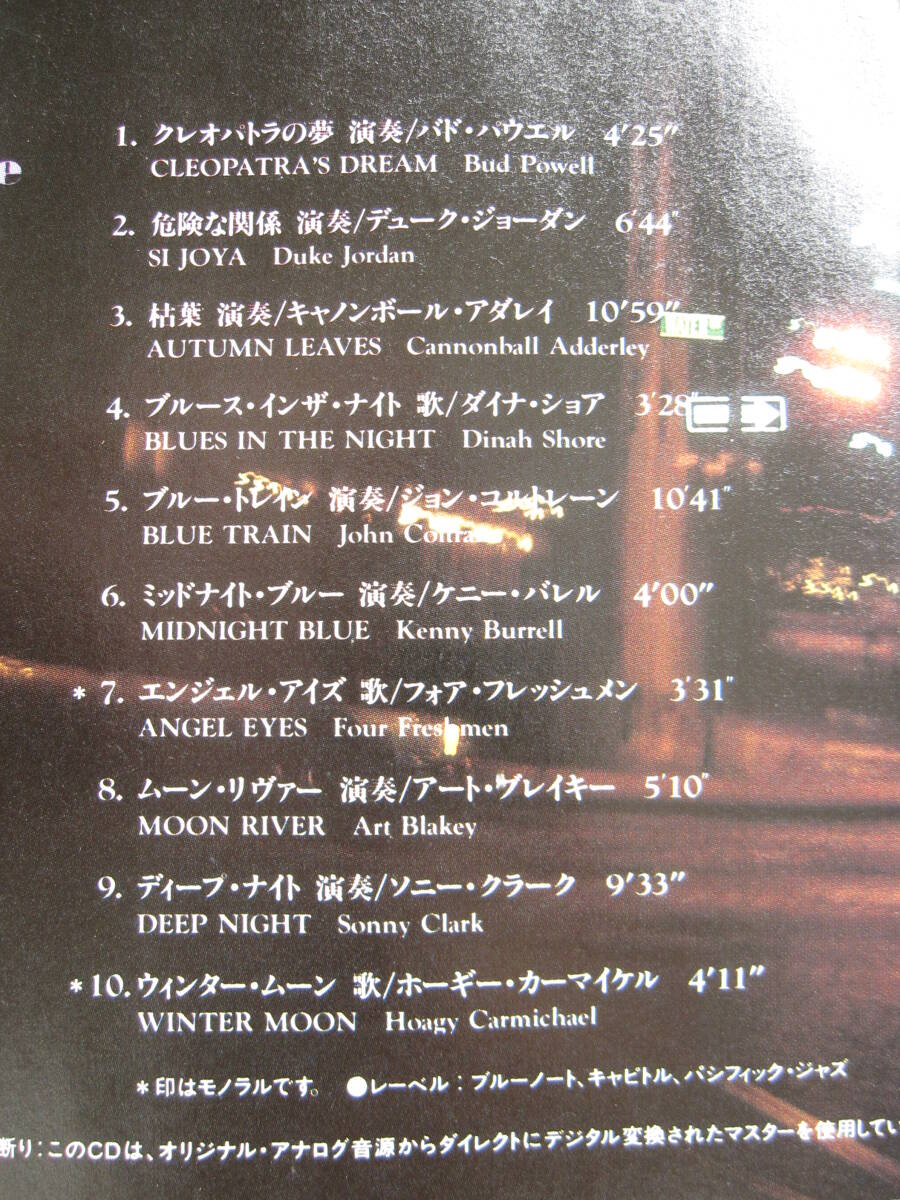 e
1. クレオパトラの夢 演奏/バド・パウエル 4'25"
CLEOPATRA'S DREAM Bud Powell
2. 危険な関係 演奏/デューク・ジョーダン 6'44"
SI JOYA Duke Jordan
3. 枯葉 演奏/キャノンボール・アダレイ 10'59"
AUTUMN LEAVES Cannonball Adderley
4. ブルース・インザ・ナイト 歌/ダイナ・ショア 3'28"
BLUES IN THE NIGHT Dinah Shore
5. ブルー・トレイン 演奏/ジョン・コルトレーン 10'41"
BLUE TRAIN John Coltrane
6. ミッドナイト・ブルー 演奏/ケニー・バレル 4'00"
MIDNIGHT BLUE Kenny Burrell
*7. エンジェル・アイズ 歌/フォア・フレッシュメン 3'31"
ANGEL EYES Four Freshmen
8. ムーン・リヴァー 演奏/アート・ブレイキー 5'10"
MOON RIVER Art Blakey
9. ディープ・ナイト 演奏/ソニー・クラーク 9'33"
DEEP NIGHT Sonny Clark
*10. ウィンター・ムーン 歌/ホーギー・カーマイケル 4'11"
WINTER MOON Hoagy Carmichael
*印はモノラルです。 ●レーベル:ブルーノート、キャピトル、パシフィック・ジャズ
断り:このCDは、オリジナル・アナログ音源からダイレクトにデジタル変換されたマスターを使用してい